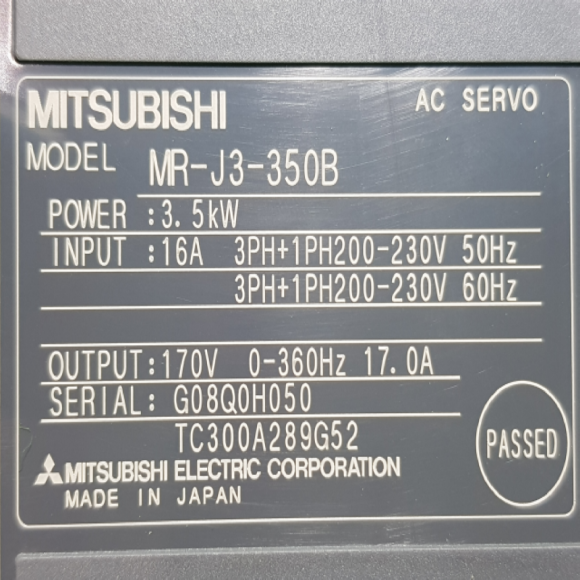 MITSUBISHI AC SERVO
MODEL MR-J3-350B
POWER :3.5kW
INPUT :16A 3PH+1PH200-230V 50Hz
3PH+1PH200-230V 60Hz
OUTPUT:170V 0-360Hz 17.0A
SERIAL: G08Q0H050
TC300A289G52
PASSED
MITSUBISHI ELECTRIC CORPORATION
MADE IN JAPAN